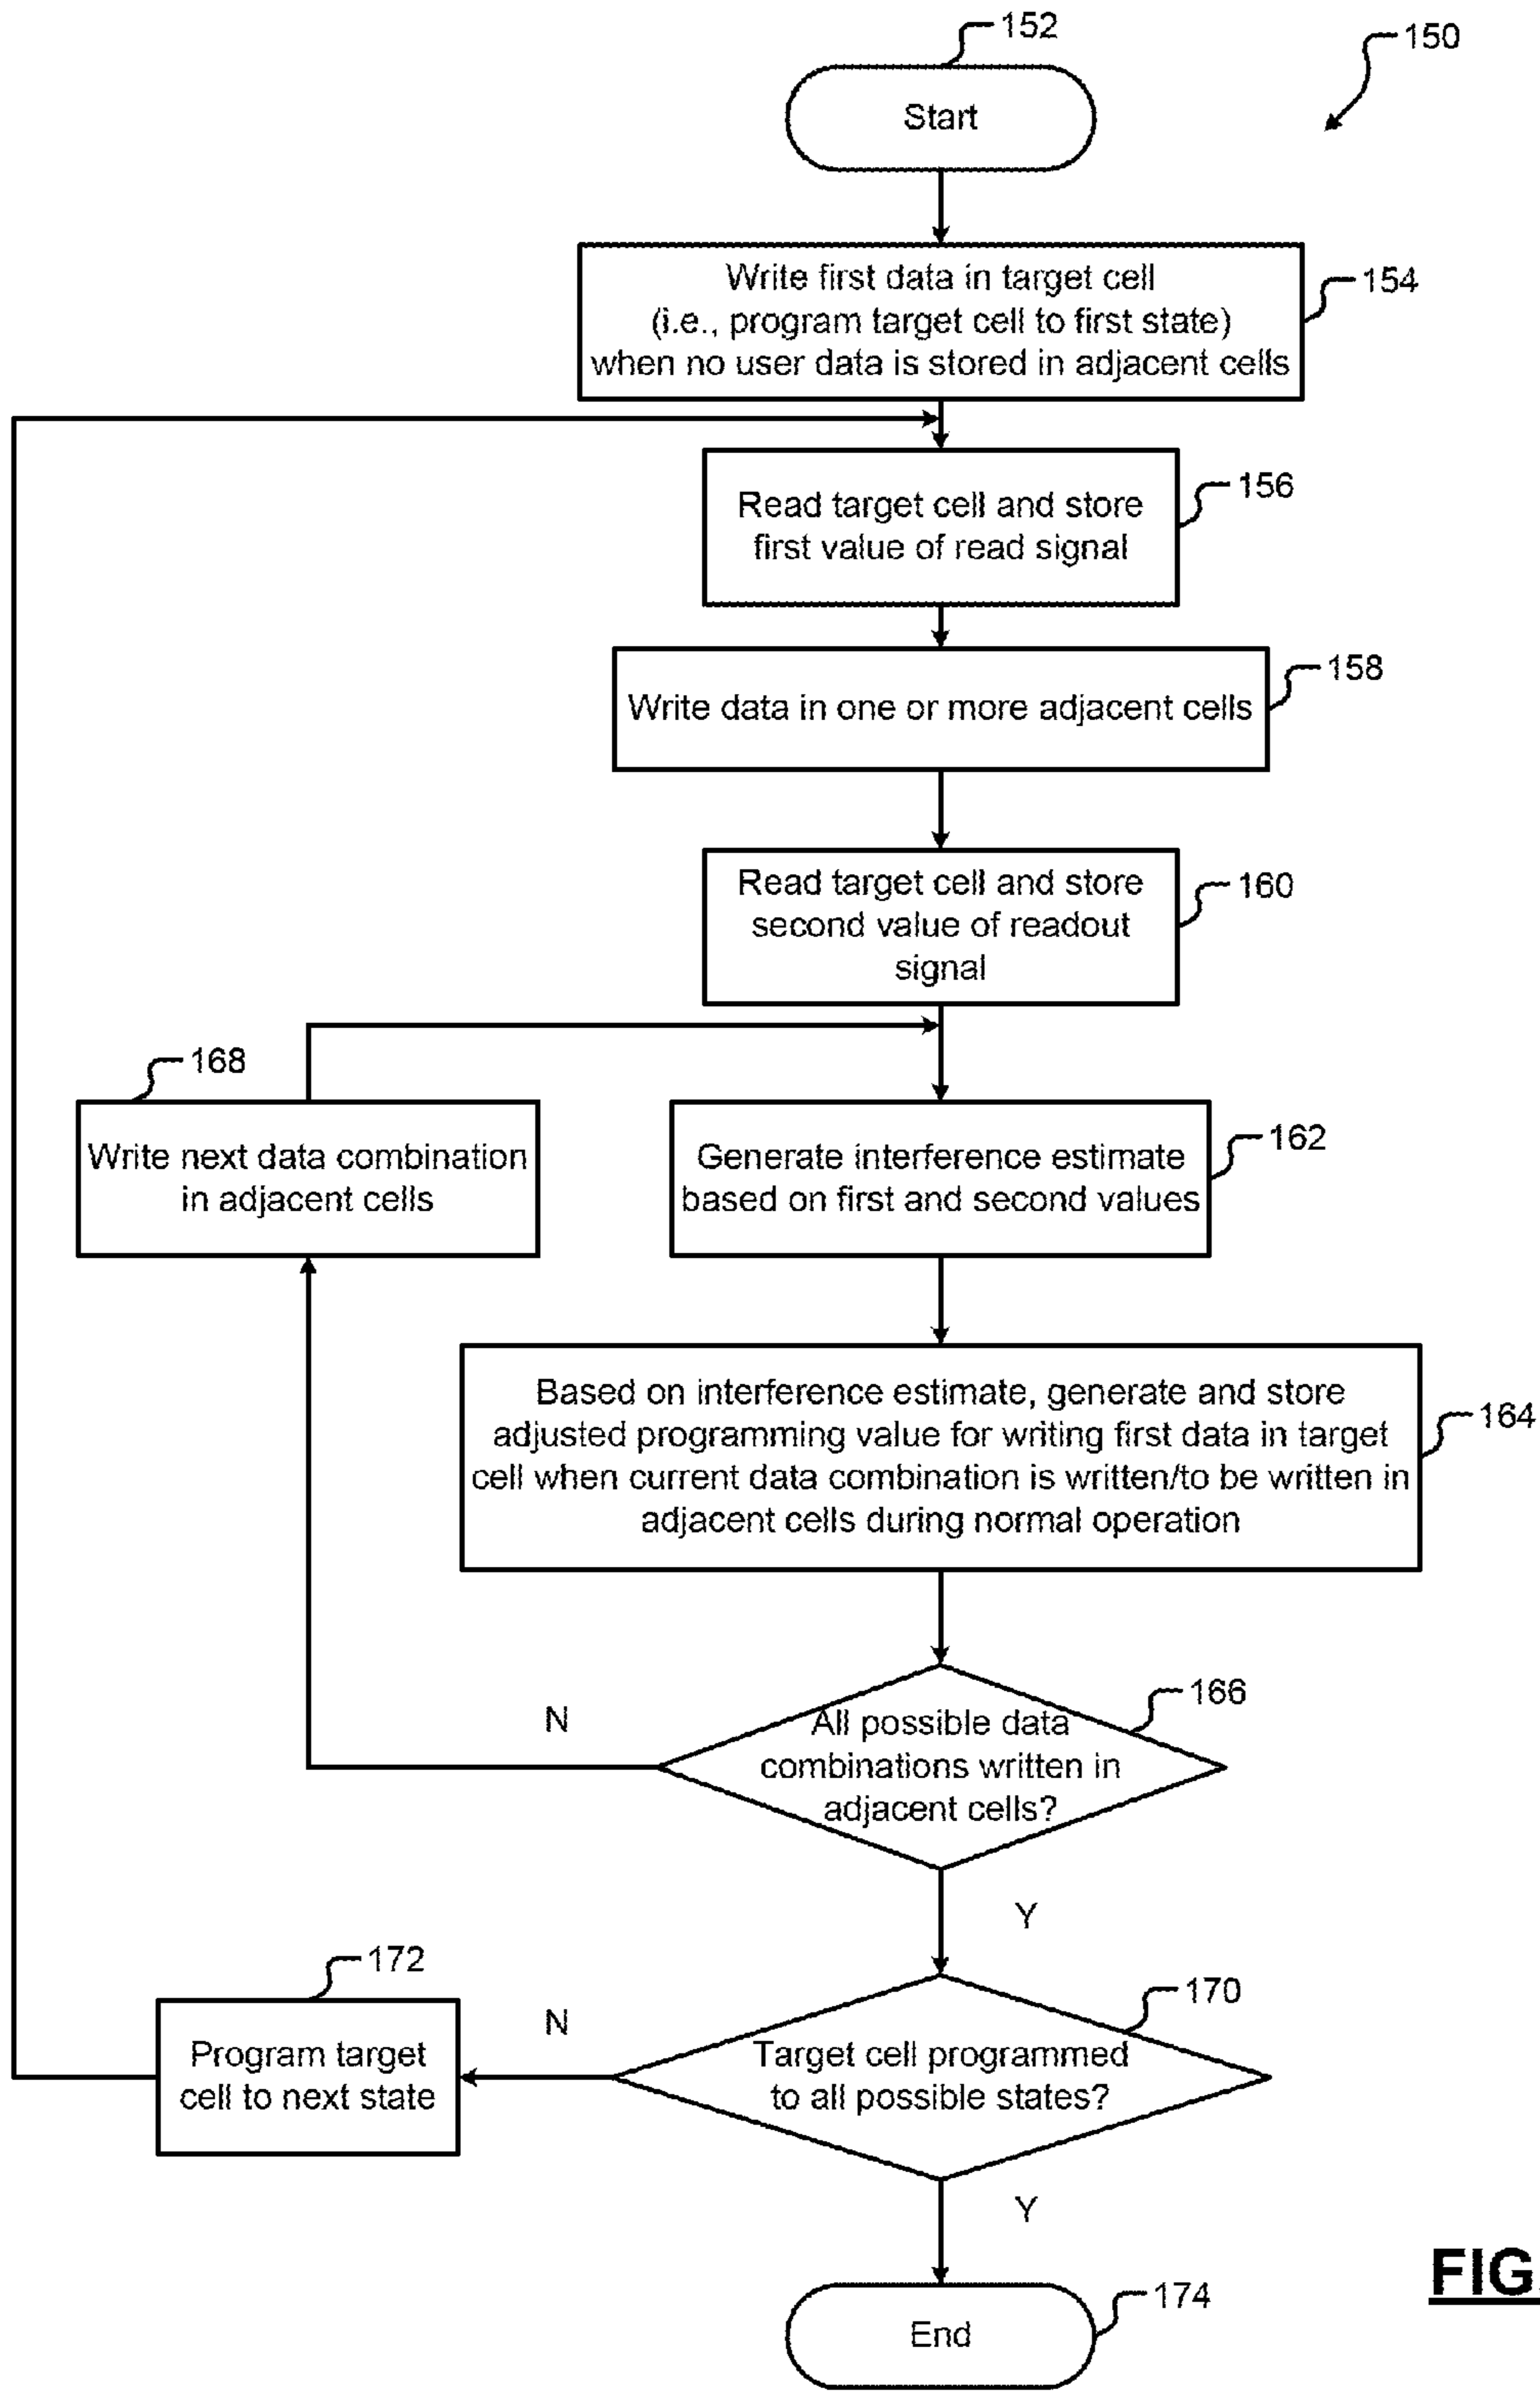 152
150
Start
Write first data in target cell
(i.e., program target cell to first state)
when no user data is stored in adjacent cells
154
Read target cell and store
first value of read signal
156
Write data in one or more adjacent cells
158
Read target cell and store
second value of readout
signal
160
168
Write next data combination
in adjacent cells
Generate interference estimate
based on first and second values
162
Based on interference estimate, generate and store
adjusted programming value for writing first data in target
cell when current data combination is written/to be written in
adjacent cells during normal operation
164
N
All possible data
combinations written in
adjacent cells?
166
Y
172
Program target
cell to next state
N
Target cell programmed
to all possible states?
170
Y
End
174
FIG.